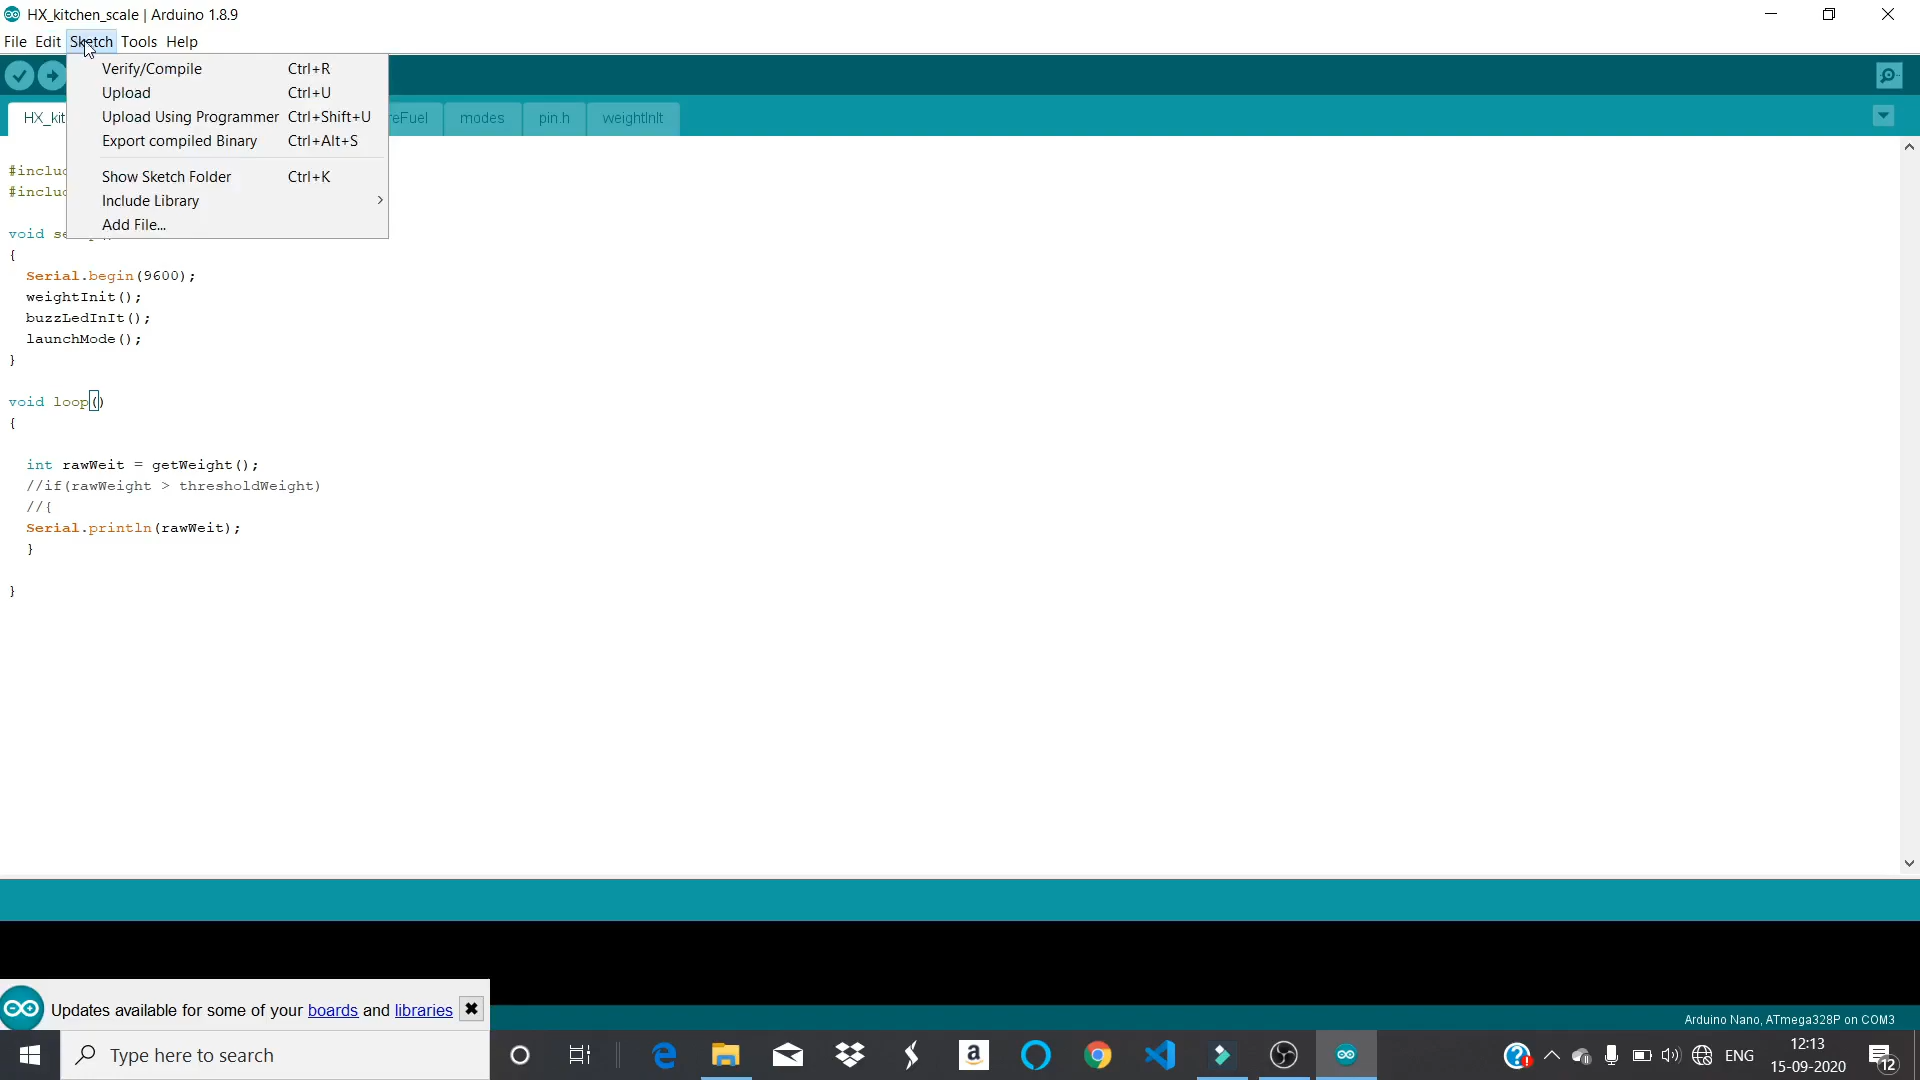 HX_kitchen_scale | Arduino 1.8.9
File Edit Sketch Tools Help
Verify/Compile Ctrl+R
Upload Ctrl+U
Upload Using Programmer Ctrl+Shift+U
Export compiled Binary Ctrl+Alt+S
Show Sketch Folder Ctrl+K
Include Library
Add File...
HX_kit reFuel modes pin.h weightInIt
#includ
#includ
void se
{
Serial.begin(9600);
weightInit();
buzzLedInIt();
launchMode();
}
void loop()
{
int rawWeit = getWeight();
//if(rawWeight > thresholdWeight)
//{
Serial.println(rawWeit);
}
}
Updates available for some of your boards and libraries
Arduino Nano, ATmega328P on COM3
Type here to search
ENG
12:13
15-09-2020
12